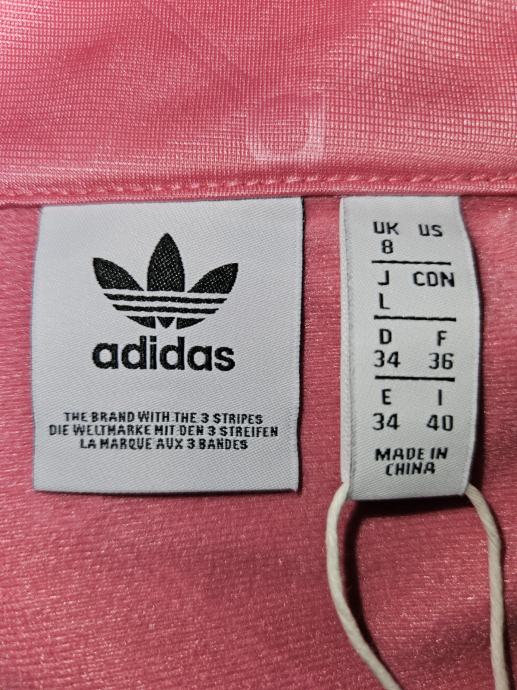 adidas
THE BRAND WITH THE 3 STRIPES
DIE WELTMARKE MIT DEN 3 STREIFEN
LA MARQUE AUX 3 BANDES
UK US
8
J CDN
L
D F
34 36
E I
34 40
MADE IN
CHINA